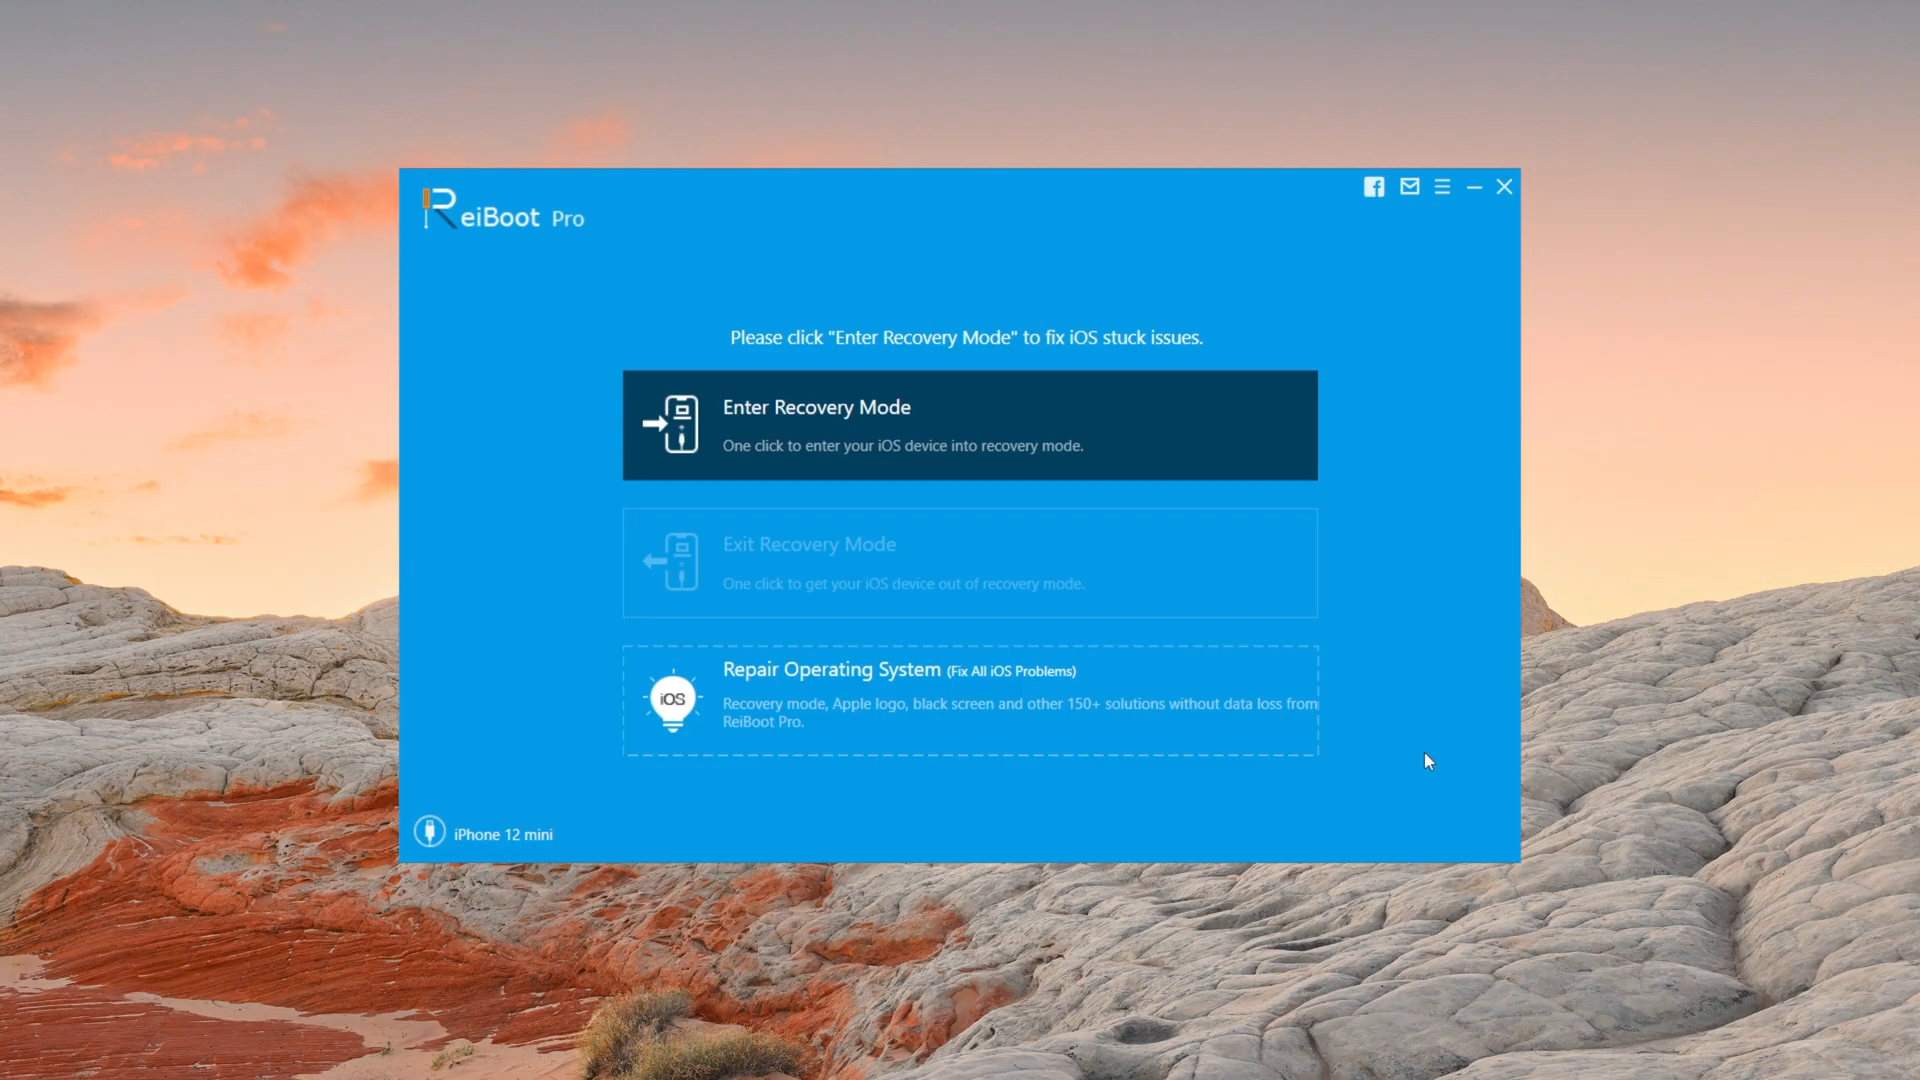 ReiBoot Pro
Please click "Enter Recovery Mode" to fix iOS stuck issues.
Enter Recovery Mode
One click to enter your iOS device into recovery mode.
Exit Recovery Mode
One click to get your iOS device out of recovery mode.
iOS
Repair Operating System (Fix All iOS Problems)
Recovery mode, Apple logo, black screen and other 150+ solutions without data loss from
ReiBoot Pro.
iPhone 12 mini